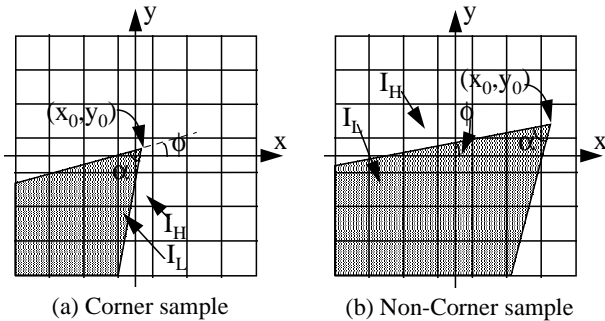 y
y
(x0,y0)
ϕ
x
α
IH
IL
IH
(x0,y0)
ϕ
IL
α
x
(a) Corner sample
(b) Non-Corner sample